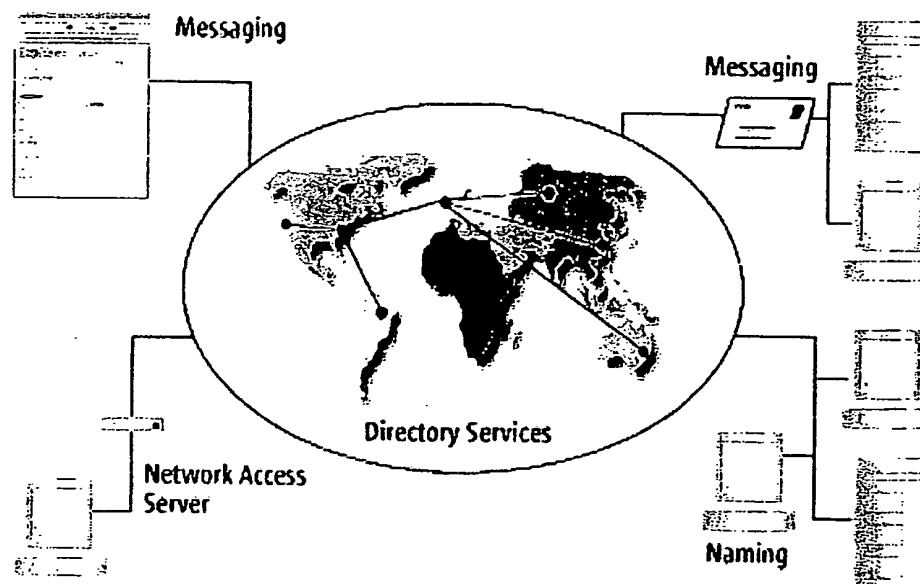 Messaging
Messaging
Directory Services
Network Access
Server
Naming